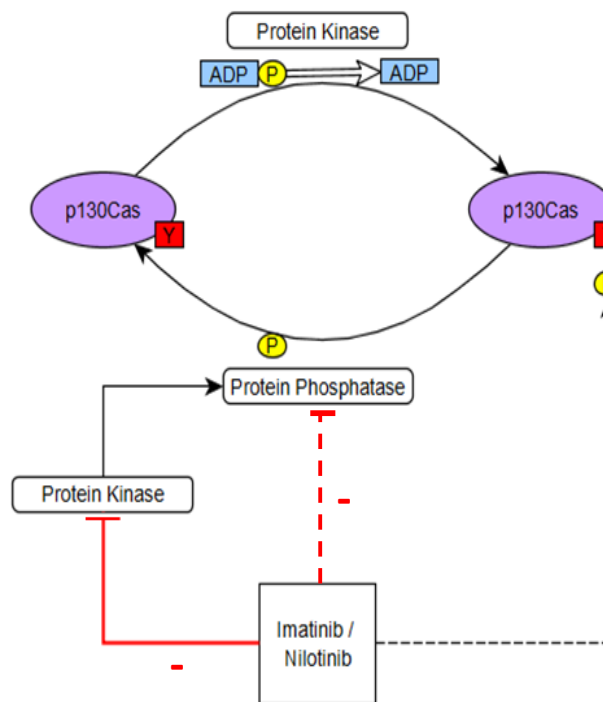 Protein Kinase
ADP P ADP
p130Cas
Y
p130Cas
P
Protein Phosphatase
Protein Kinase
-
Imatinib /
Nilotinib
-